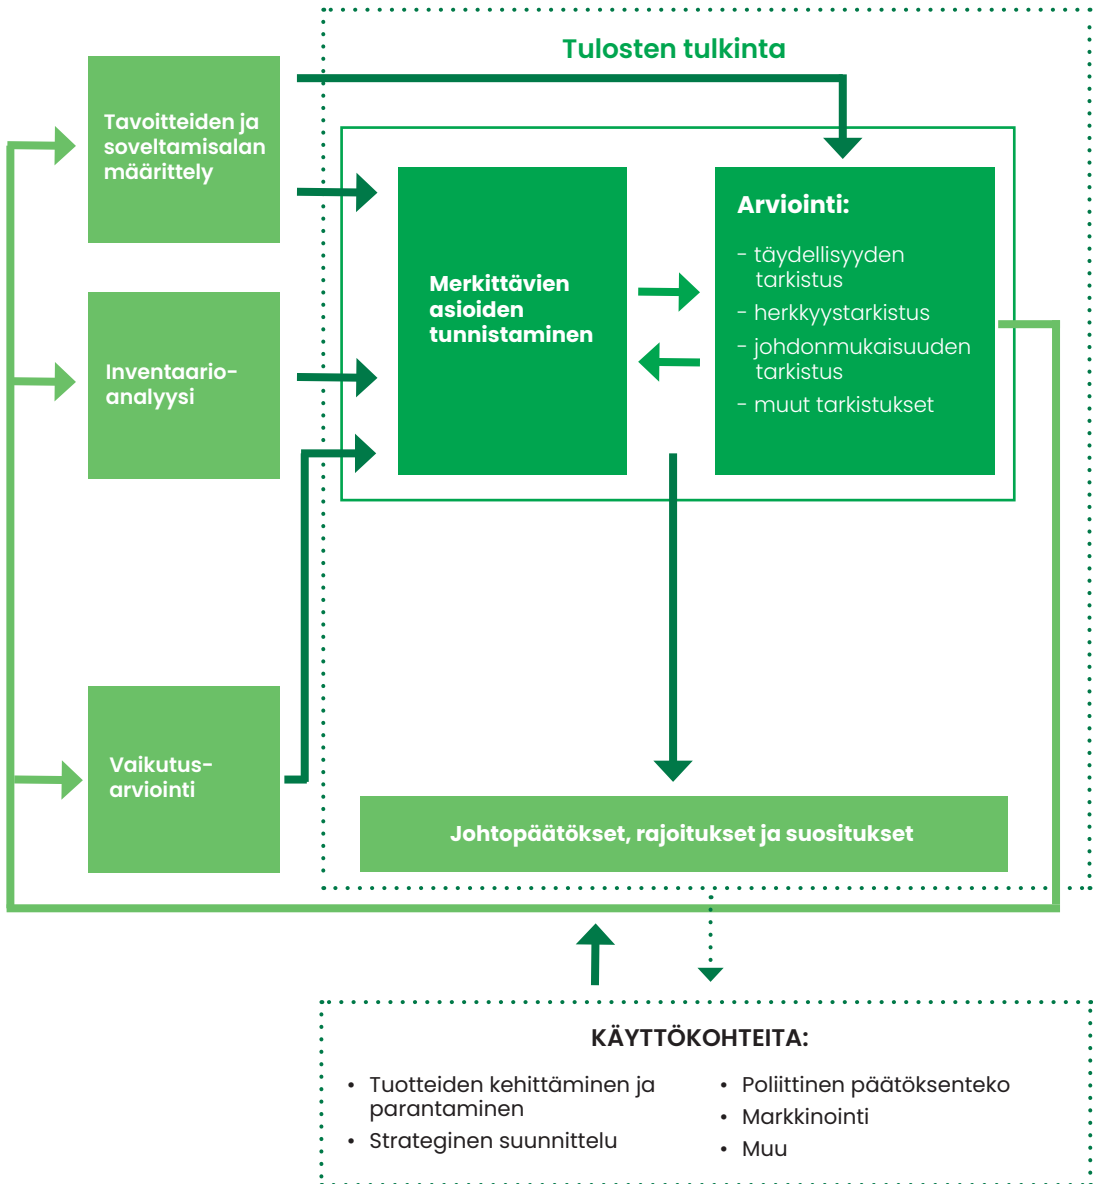 Tulosten tulkinta
Tavoitteiden ja
soveltamisalan
määrittely
Inventaario-
analyysi
Vaikutus-
arviointi
Merkittävien
asioiden
tunnistaminen
Arviointi:
- täydellisyyden
tarkistus
- herkkyystarkistus
- johdonmukaisuuden
tarkistus
- muut tarkistukset
Johtopäätökset, rajoitukset ja suositukset
KÄYTTÖKOHTEITA:
• Tuotteiden kehittäminen ja
parantaminen
• Strateginen suunnittelu
• Poliittinen päätöksenteko
• Markkinointi
• Muu